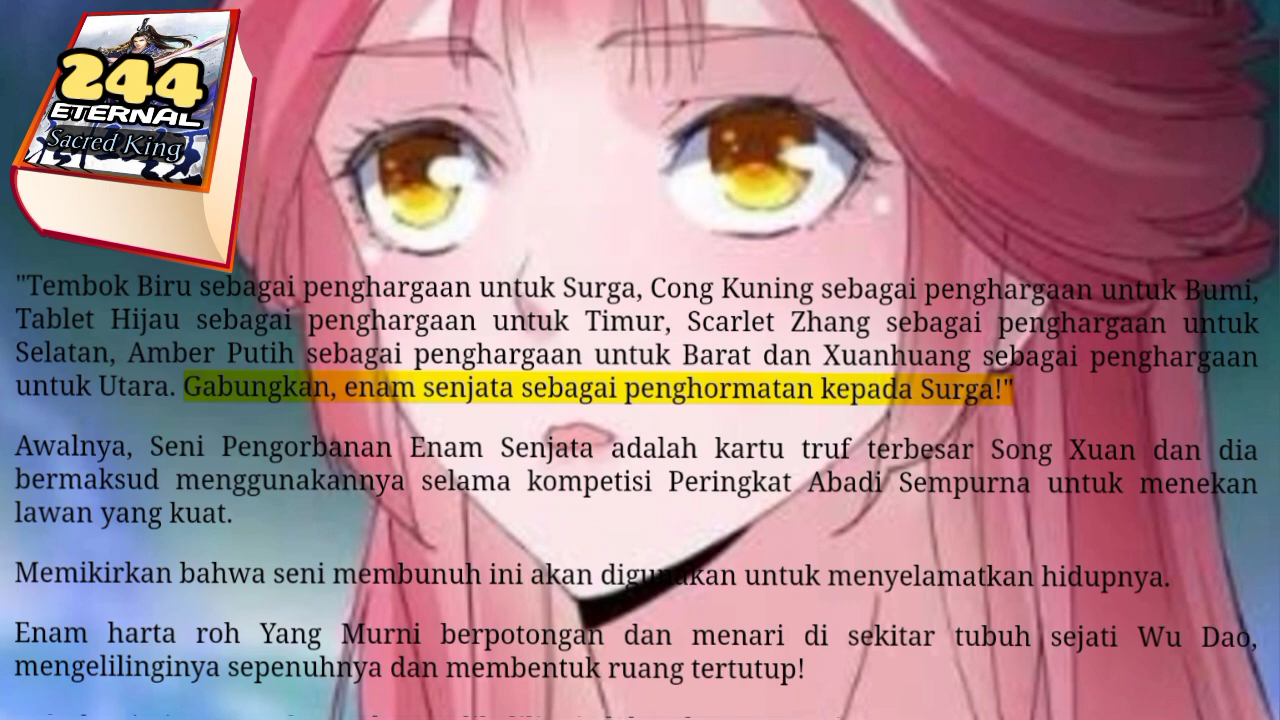 244
ETERNAL
Sacred King
"Tembok Biru sebagai penghargaan untuk Surga, Cong Kuning sebagai penghargaan untuk Bumi,
Tablet Hijau sebagai penghargaan untuk Timur, Scarlet Zhang sebagai penghargaan untuk
Selatan, Amber Putih sebagai penghargaan untuk Barat dan Xuanhuang sebagai penghargaan
untuk Utara. Gabungkan, enam senjata sebagai penghormatan kepada Surga!"
Awalnya, Seni Pengorbanan Enam Senjata adalah kartu truf terbesar Song Xuan dan dia
bermaksud menggunakannya selama kompetisi Peringkat Abadi Sempurna untuk menekan
lawan yang kuat.
Memikirkan bahwa seni membunuh ini akan digunakan untuk menyelamatkan hidupnya.
Enam harta roh Yang Murni berpotongan dan menari di sekitar tubuh sejati Wu Dao,
mengelilinginya sepenuhnya dan membentuk ruang tertutup!